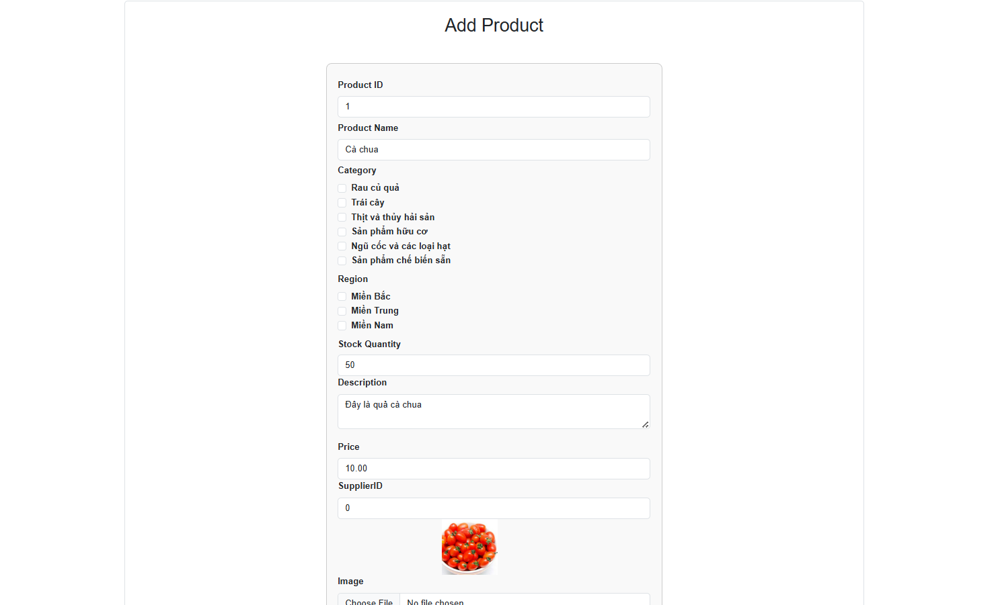 Add Product
Product ID
1
Product Name
Cà chua
Category
Rau củ quả
Trái cây
Thịt và thủy hải sản
Sản phẩm hữu cơ
Ngũ cốc và các loại hạt
Sản phẩm chế biến sẵn
Region
Miền Bắc
Miền Trung
Miền Nam
Stock Quantity
50
Description
Đây là quả cà chua
Price
10.00
SupplierID
0
Image
Choose File No file chosen